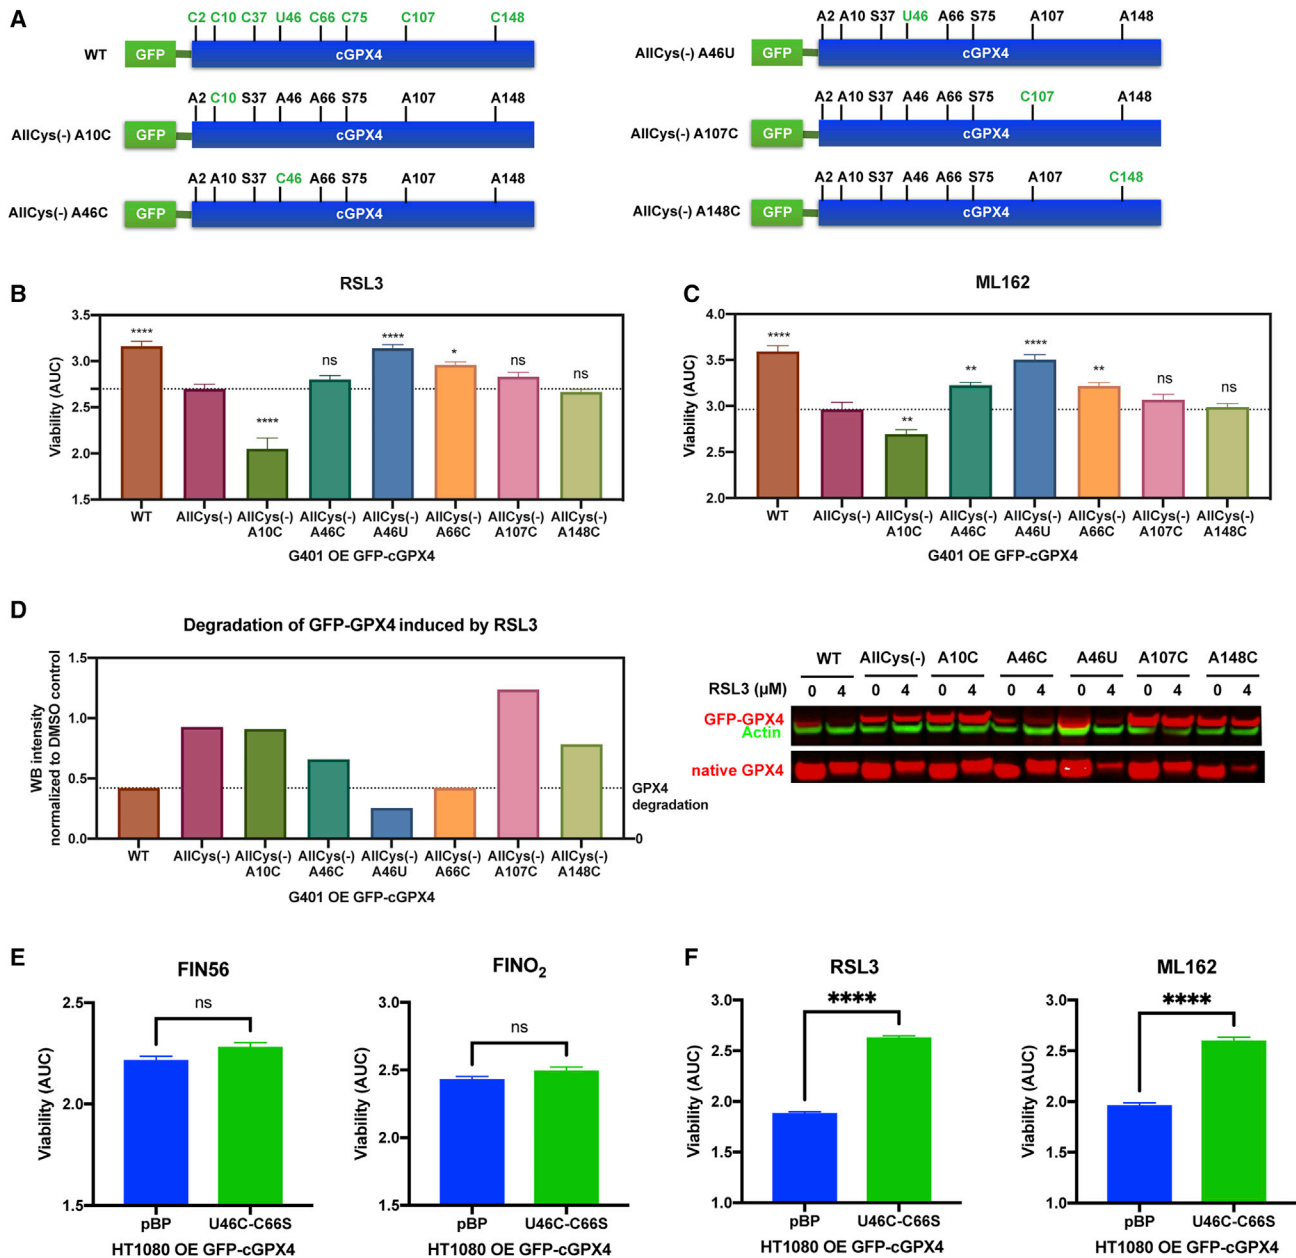 A
C2 C10 C37 U46 C66 C75 C107 C148
WT GFP cGPX4
A2 C10 S37 A46 A66 S75 A107 A148
AllCys(-) A10C GFP cGPX4
A2 A10 S37 C46 A66 S75 A107 A148
AllCys(-) A46C GFP cGPX4
A2 A10 S37 U46 A66 S75 A107 A148
AllCys(-) A46U GFP cGPX4
A2 A10 S37 A46 A66 S75 C107 A148
AllCys(-) A107C GFP cGPX4
A2 A10 S37 A46 A66 S75 A107 C148
AllCys(-) A148C GFP cGPX4
B
RSL3
Viability (AUC)
3.5
3.0
2.5
2.0
1.5
**** **** ns **** * ns ns
WT AllCys(-) AllCys(-) AllCys(-) AllCys(-) AllCys(-) AllCys(-) AllCys(-)
A10C A46C A46U A66C A107C A148C
G401 OE GFP-cGPX4
C
ML162
Viability (AUC)
4.0
3.5
3.0
2.5
2.0
**** ** ** **** ** ns ns
WT AllCys(-) AllCys(-) AllCys(-) AllCys(-) AllCys(-) AllCys(-) AllCys(-)
A10C A46C A46U A66C A107C A148C
G401 OE GFP-cGPX4
D
Degradation of GFP-GPX4 induced by RSL3
WB intensity
normalized to DMSO control
1.5
1.0
0.5
0.0
GPX4
degradation
0
WT AllCys(-) AllCys(-) AllCys(-) AllCys(-) AllCys(-) AllCys(-) AllCys(-)
A10C A46C A46U A66C A107C A148C
G401 OE GFP-cGPX4
WT AllCys(-) A10C A46C A46U A107C A148C
RSL3 (µM) 0 4 0 4 0 4 0 4 0 4 0 4 0 4
GFP-GPX4
Actin
native GPX4
E
FIN56
Viability (AUC)
2.5
2.0
1.5
ns
pBP U46C-C66S
HT1080 OE GFP-cGPX4
FINO2
Viability (AUC)
3.0
2.5
2.0
1.5
ns
pBP U46C-C66S
HT1080 OE GFP-cGPX4
F
RSL3
Viability (AUC)
3.0
2.5
2.0
1.5
1.0
****
pBP U46C-C66S
HT1080 OE GFP-cGPX4
ML162
Viability (AUC)
3.0
2.5
2.0
1.5
1.0
****
pBP U46C-C66S
HT1080 OE GFP-cGPX4